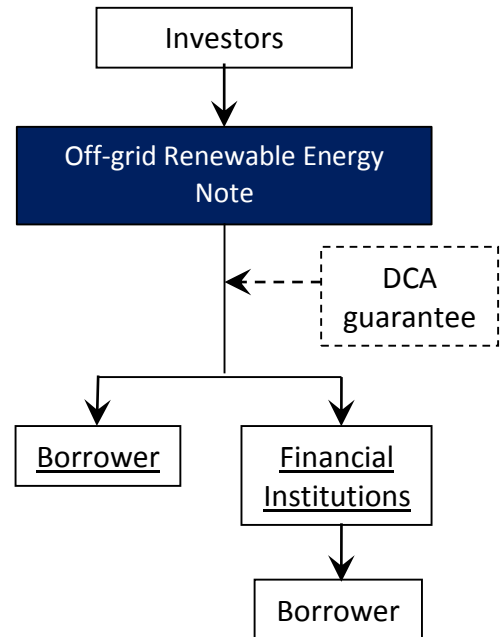 Investors
Off-grid Renewable Energy
Note
DCA
guarantee
Borrower
Financial
Institutions
Borrower